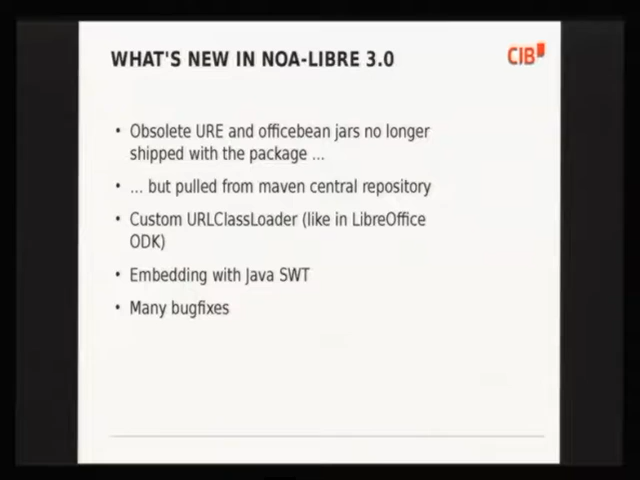 WHAT'S NEW IN NOA-LIBRE 3.0
CIB
• Obsolete URE and officebean jars no longer
shipped with the package ...
• ... but pulled from maven central repository
• Custom URLClassLoader (like in LibreOffice
ODK)
• Embedding with Java SWT
• Many bugfixes